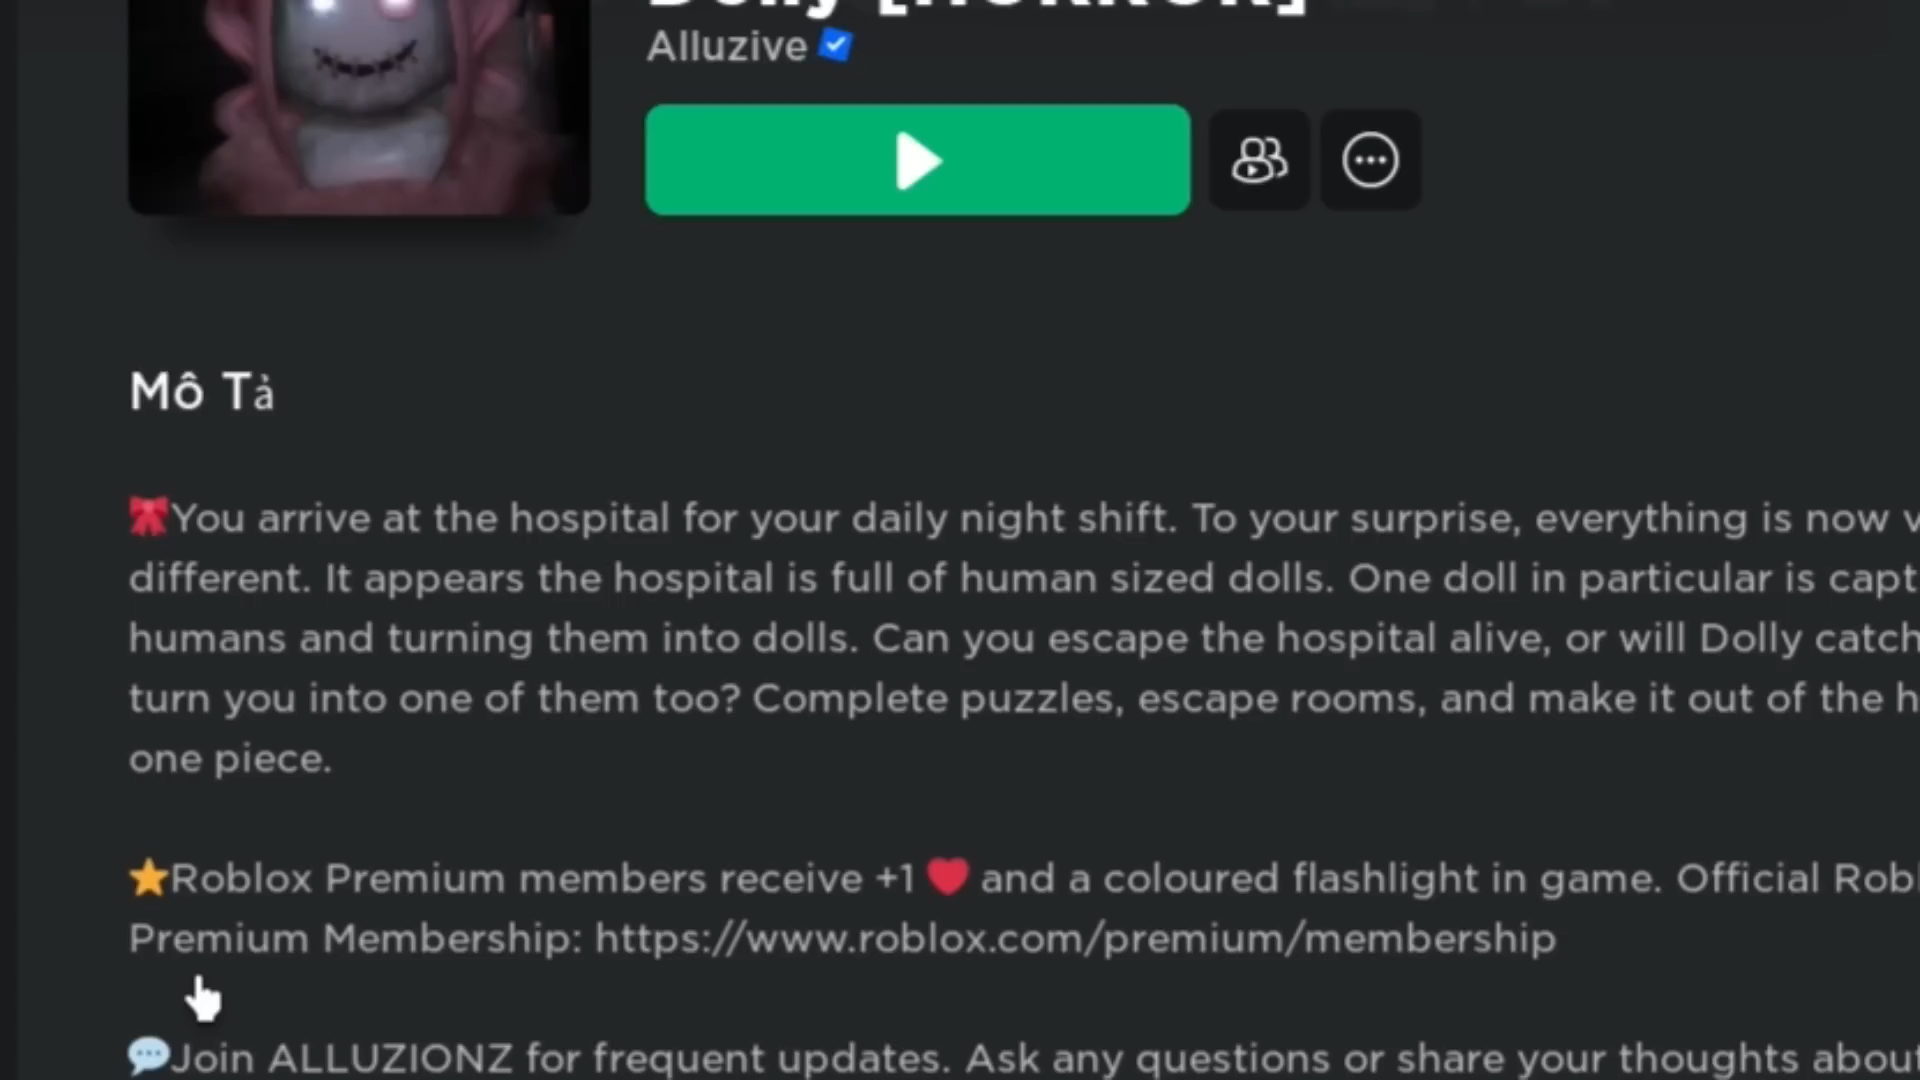 Dolly [HORROR]
Alluzive
Mô Tả
🎀You arrive at the hospital for your daily night shift. To your surprise, everything is now
different. It appears the hospital is full of human sized dolls. One doll in particular is
humans and turning them into dolls. Can you escape the hospital alive, or will Dolly catch
turn you into one of them too? Complete puzzles, escape rooms, and make it out of the
one piece.
⭐Roblox Premium members receive +1 ❤️ and a coloured flashlight in game. Official
Premium Membership: https://www.roblox.com/premium/membership
💬Join ALLUZIONZ for frequent updates. Ask any questions or share your thoughts about